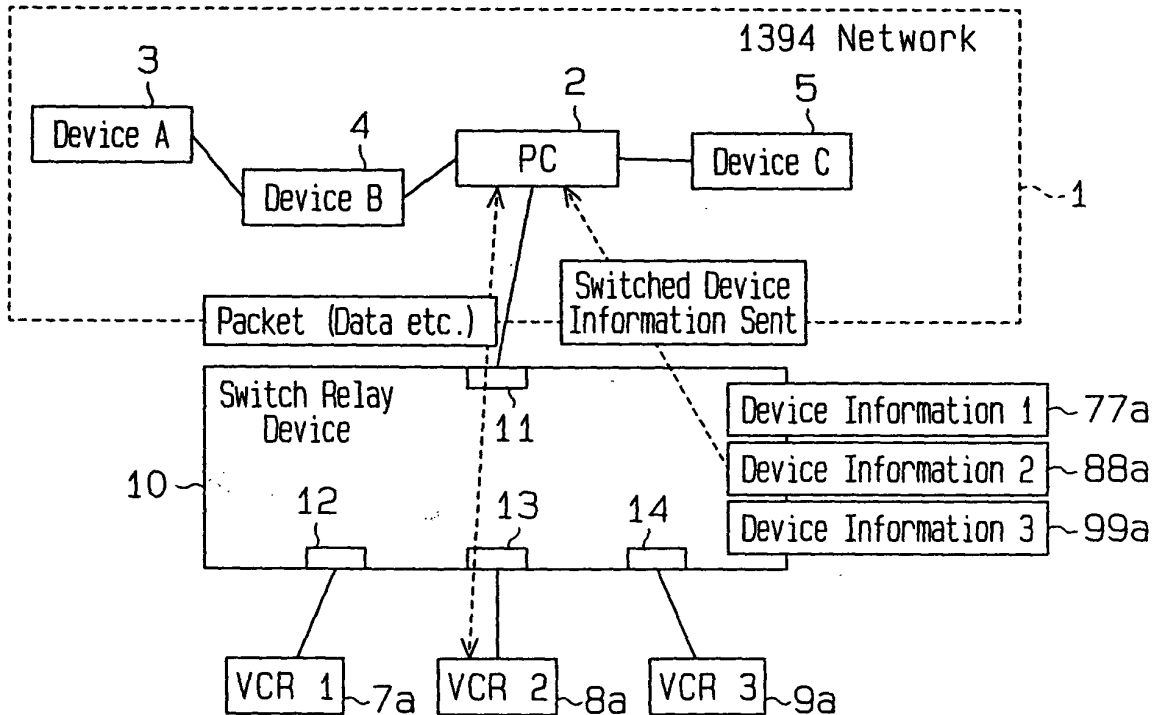 1394 Network
3
Device A
4
Device B
2
PC
5
Device C
1
Packet (Data etc.)
Switched Device
Information Sent
Switch Relay
Device
11
10
12
13
14
Device Information 1
77a
Device Information 2
88a
Device Information 3
99a
VCR 1
7a
VCR 2
8a
VCR 3
9a